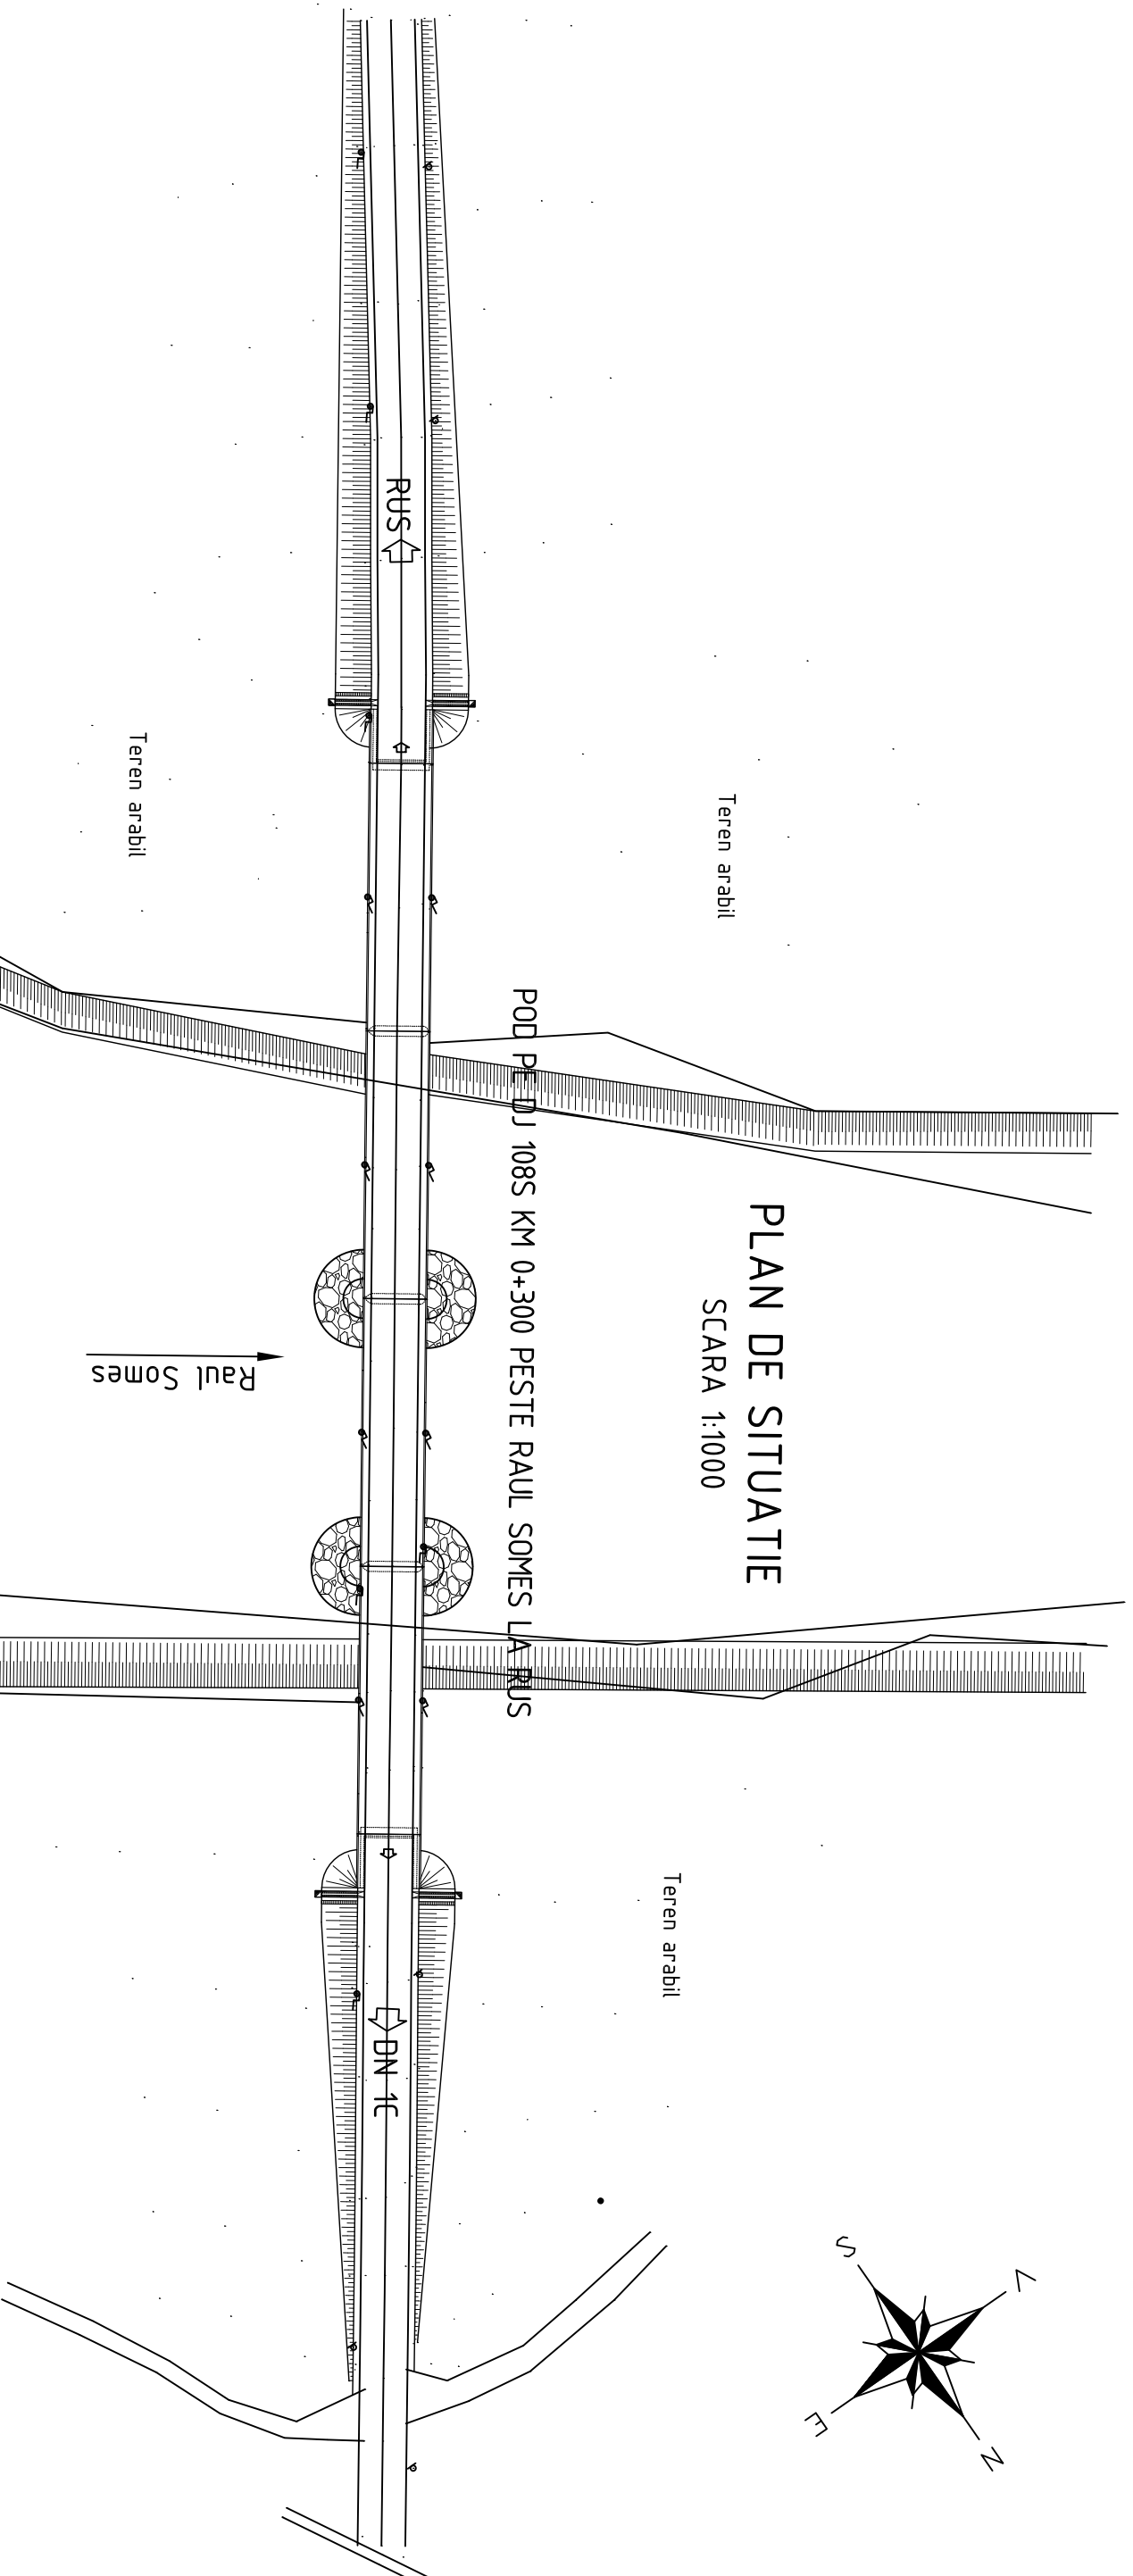 PLAN DE SITUATIE
SCARA 1:1000
POD PE DJ 108S KM 0+300 PESTE RAUL SOMES LA RUS
RUS
DN 1C
Teren arabil
Teren arabil
Teren arabil
Raul Somes
S
V
E
N